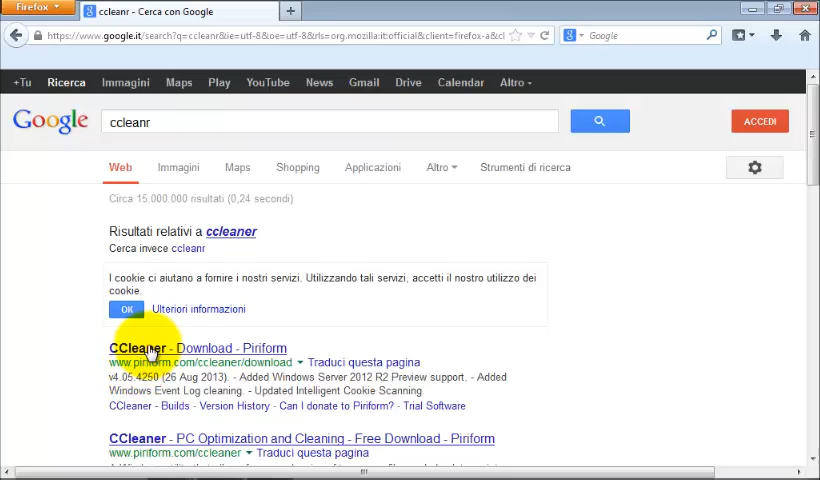 Firefox
ccleanr - Cerca con Google
https://www.google.it/search?q=ccleanr&ie=utf-8&oe=utf-8&rls=org.mozilla:it:official&client=firefox-a&cl
Google
+Tu Ricerca Immagini Maps Play YouTube News Gmail Drive Calendar Altro
Google
ccleanr
ACCEDI
Web Immagini Maps Shopping Applicazioni Altro Strumenti di ricerca
Circa 15.000.000 risultati (0,24 secondi)
Risultati relativi a ccleaner
Cerca invece ccleanr
I cookie ci aiutano a fornire i nostri servizi. Utilizzando tali servizi, accetti il nostro utilizzo dei
cookie.
OK Ulteriori informazioni
CCleaner - Download - Piriform
www.piriform.com/ccleaner/download Traduci questa pagina
v4.05.4250 (26 Aug 2013). - Added Windows Server 2012 R2 Preview support. - Added
Windows Event Log cleaning. - Updated Intelligent Cookie Scanning.
CCleaner - Builds - Version History - Can I donate to Piriform? - Trial Software
CCleaner - PC Optimization and Cleaning - Free Download - Piriform
www.piriform.com/ccleaner Traduci questa pagina